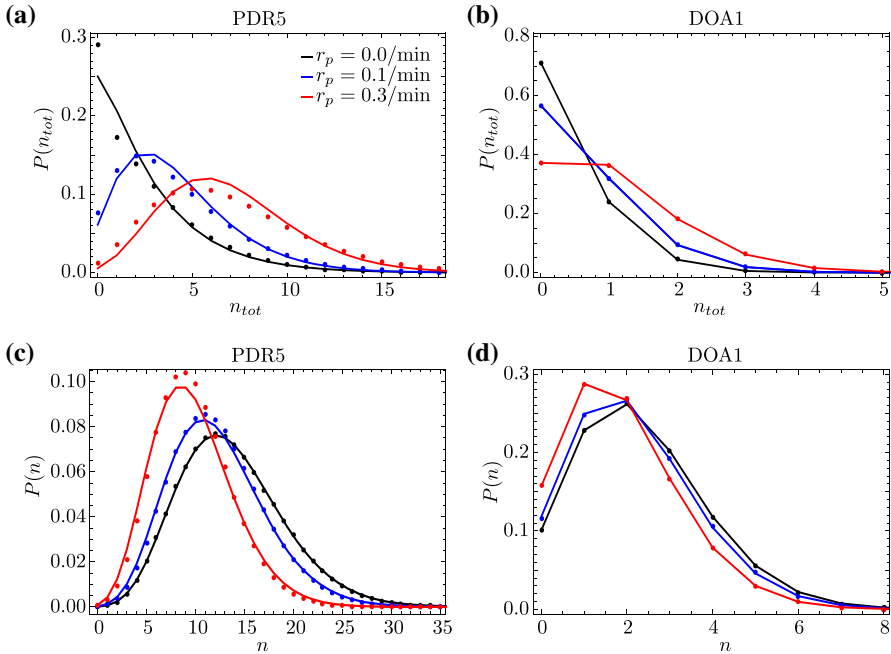 (a)
PDR5
0.3
0.2
0.1
0.0
P(n_tot)
r_p = 0.0/min
r_p = 0.1/min
r_p = 0.3/min
0 5 10 15
n_tot
(b)
DOA1
0.8
0.6
0.4
0.2
0.0
P(n_tot)
0 1 2 3 4 5
n_tot
(c)
PDR5
0.10
0.08
0.06
0.04
0.02
0.00
P(n)
0 5 10 15 20 25 30 35
n
(d)
DOA1
0.3
0.2
0.1
0.0
P(n)
0 2 4 6 8
n